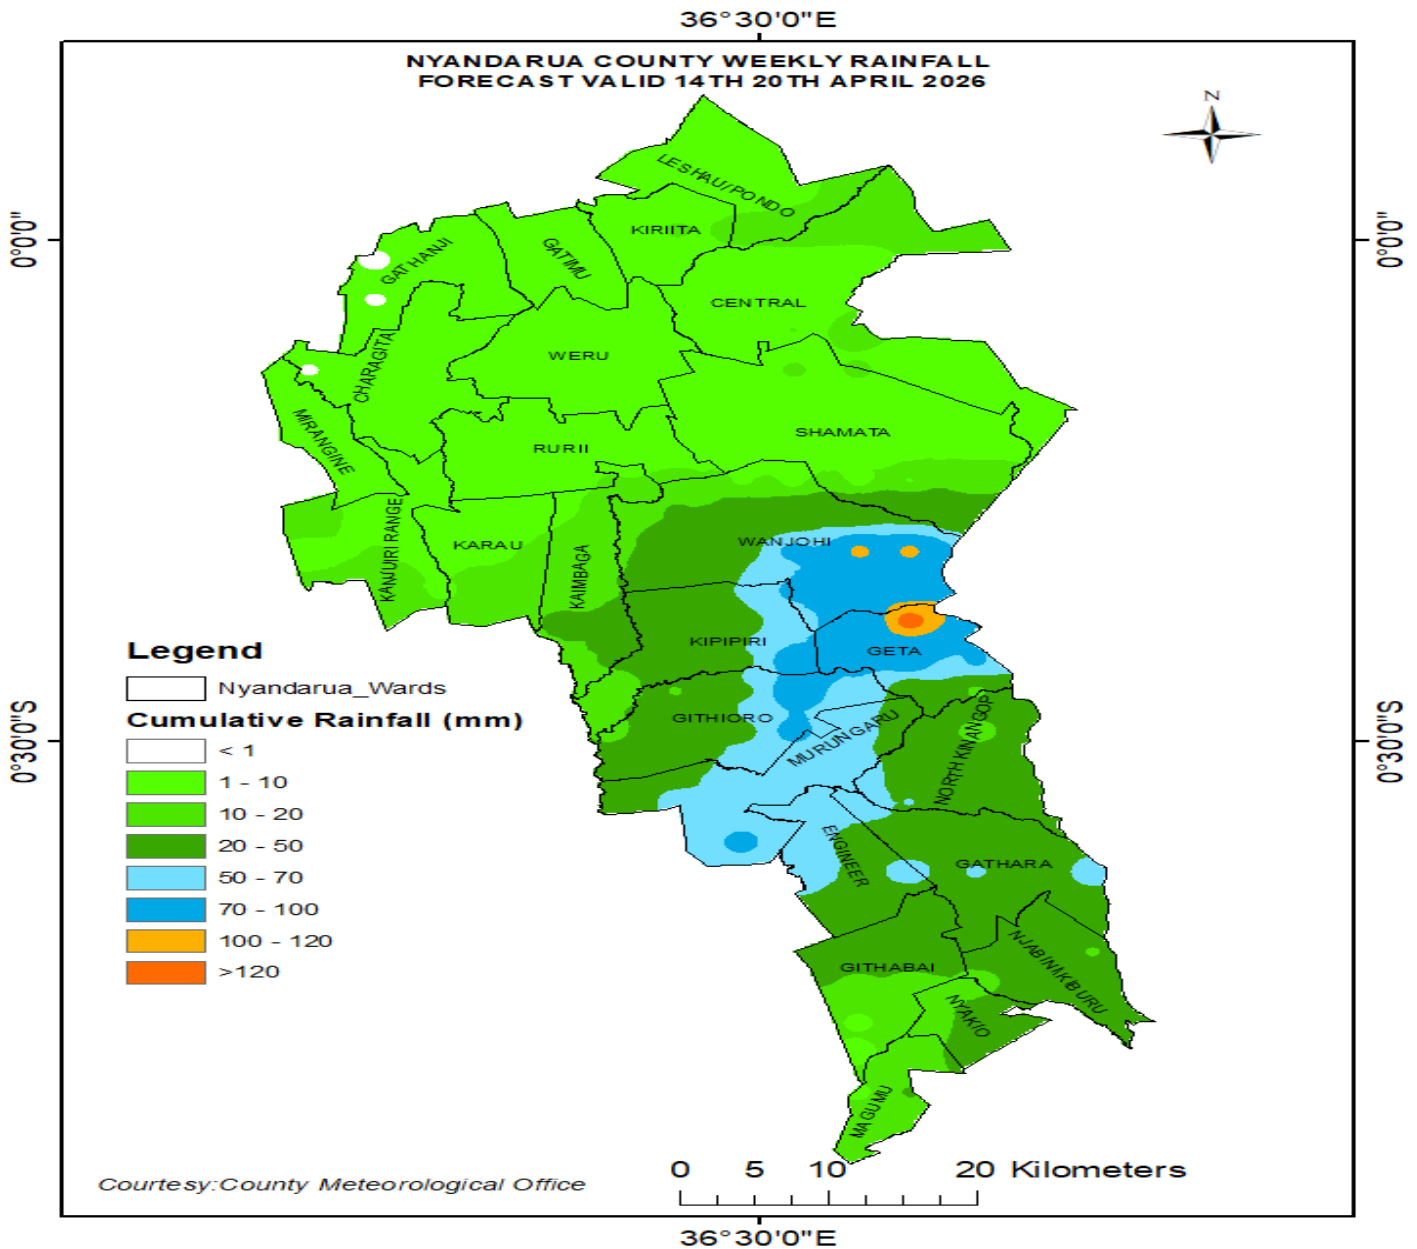 36°30'0"E
NYANDARUA COUNTY WEEKLY RAINFALL
FORECAST VALID 14TH 20TH APRIL 2026
N
0°0'0"
0°0'0"
LESHAU/PONDO
KIRIITA
GATHANJI
GATIMU
CENTRAL
WERU
CHARAGITA
MIRANGINE
SHAMATA
RURII
KANJUIRI RANGE
KARAU
KAIMBAGA
WANJOHI
KIPIPIRI
GETA
GITHIORO
MURUNGARU
NORTH KINANGOP
ENGINEER
GATHARA
GITHABAI
NJABINI\KIBURU
NYAKIO
MAGUMU
0°30'0"S
0°30'0"S
Legend
Nyandarua_Wards
Cumulative Rainfall (mm)
< 1
1 - 10
10 - 20
20 - 50
50 - 70
70 - 100
100 - 120
>120
0 5 10 20 Kilometers
Courtesy:County Meteorological Office
36°30'0"E